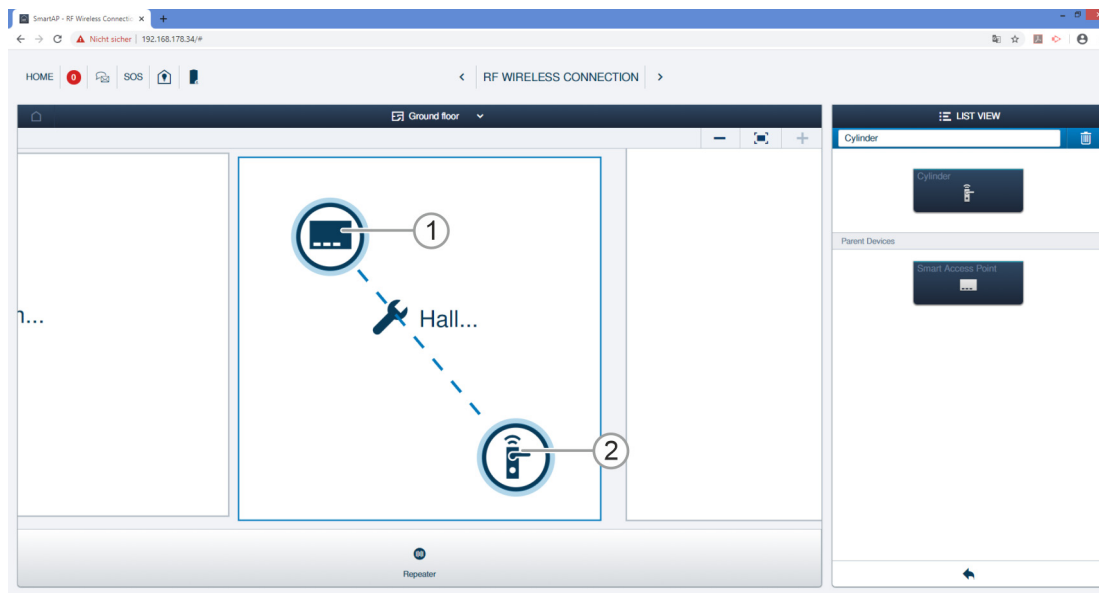 SmartAP - RF Wireless Connectio
Nicht sicher | 192.168.178.34/#
HOME 0 SOS RF WIRELESS CONNECTION
Ground floor
LIST VIEW
Cylinder
1
Cylinder
Parent Devices
Smart Access Point
Hall...
2
Repeater